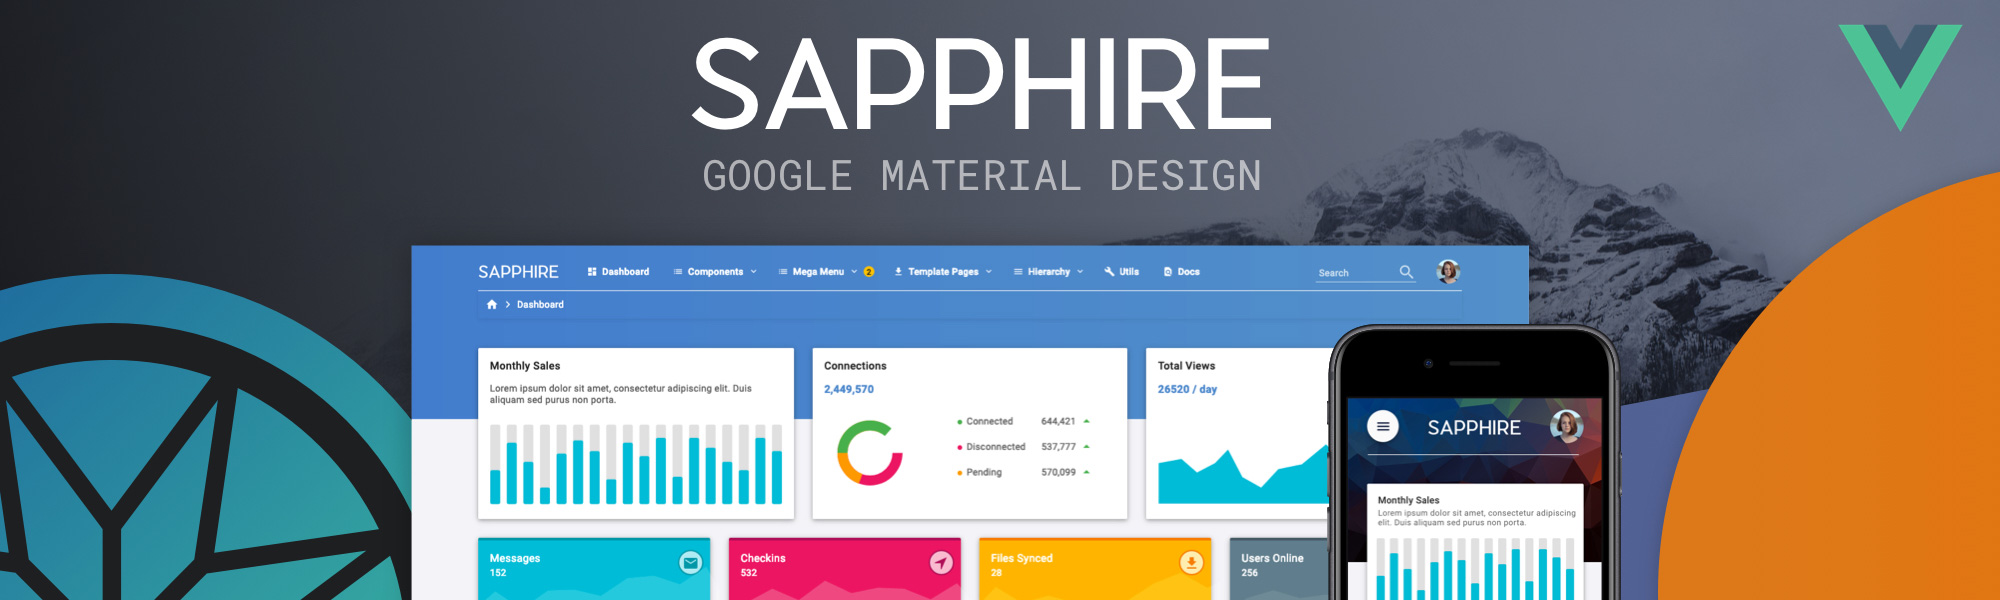 SAPPHIRE
GOOGLE MATERIAL DESIGN
SAPPHIRE Dashboard Components Mega Menu 2 Template Pages Hierarchy Utils Docs Search
Dashboard
Monthly Sales
Lorem ipsum dolor sit amet, consectetur adipiscing elit. Duis
aliquam sed purus non porta.
Connections
2,449,570
Connected 644,421
Disconnected 537,777
Pending 570,099
Total Views
26520 / day
Messages
152
Checkins
532
Files Synced
28
Users Online
256
SAPPHIRE
Monthly Sales
Lorem ipsum dolor sit amet, consectetur adipiscing
elit. Duis aliquam sed purus non porta.